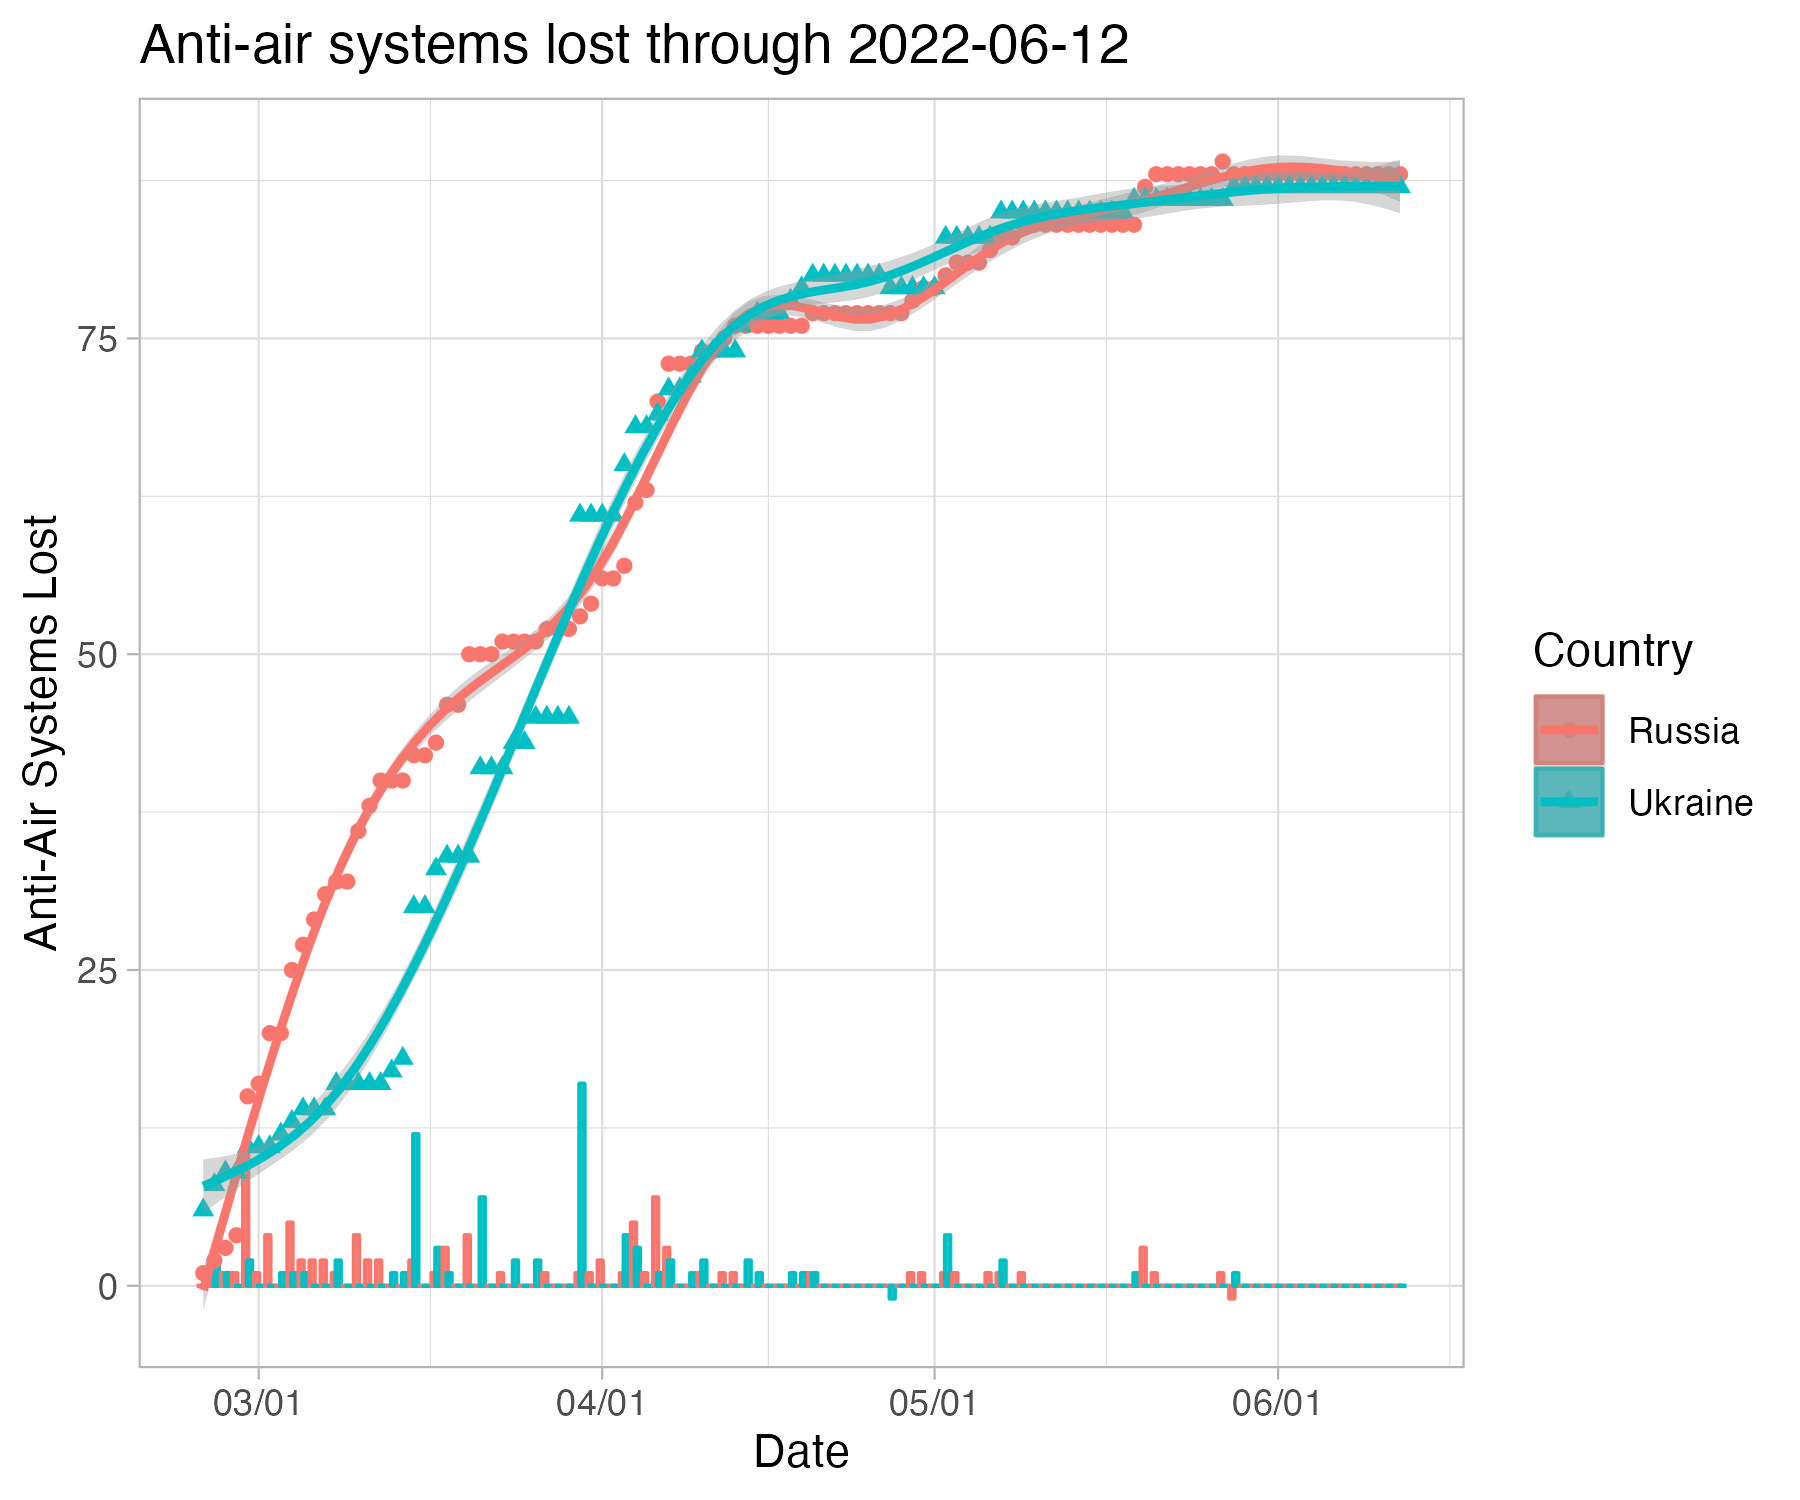 Anti-air systems lost through 2022-06-12
Anti-Air Systems Lost
75
50
25
0
03/01 04/01 05/01 06/01
Date
Country
Russia
Ukraine